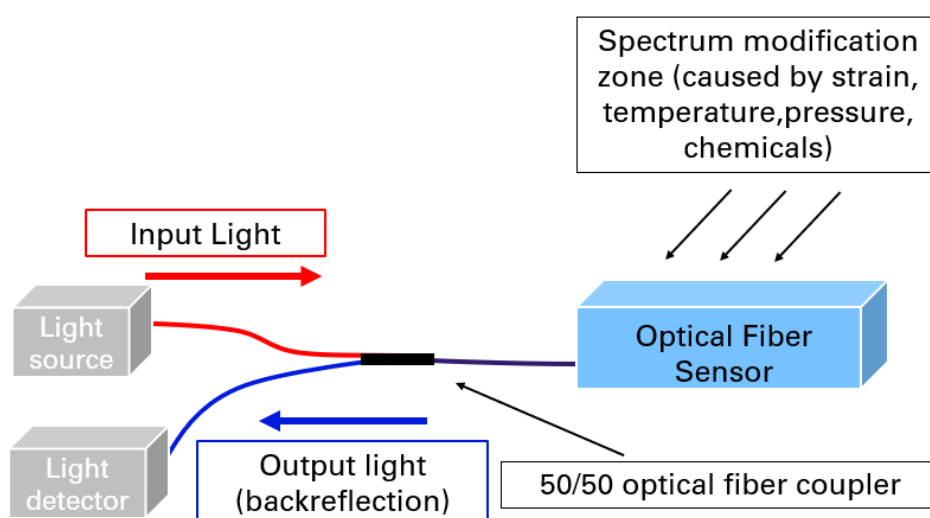 Spectrum modification
zone (caused by strain,
temperature,pressure,
chemicals)
Input Light
Light
source
Optical Fiber
Sensor
Light
detector
Output light
(backreflection)
50/50 optical fiber coupler